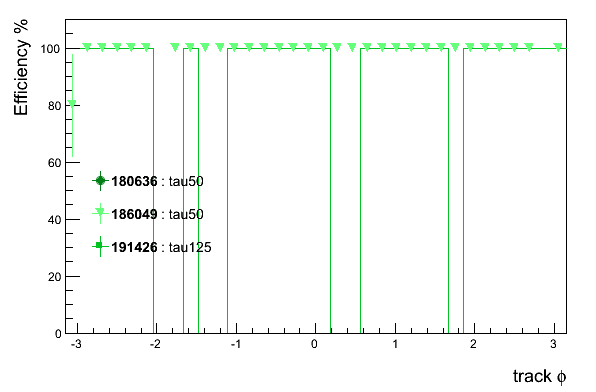 Efficiency %
100
80
60
40
20
0
180636 : tau50
186049 : tau50
191426 : tau125
-3 -2 -1 0 1 2 3
track ϕ